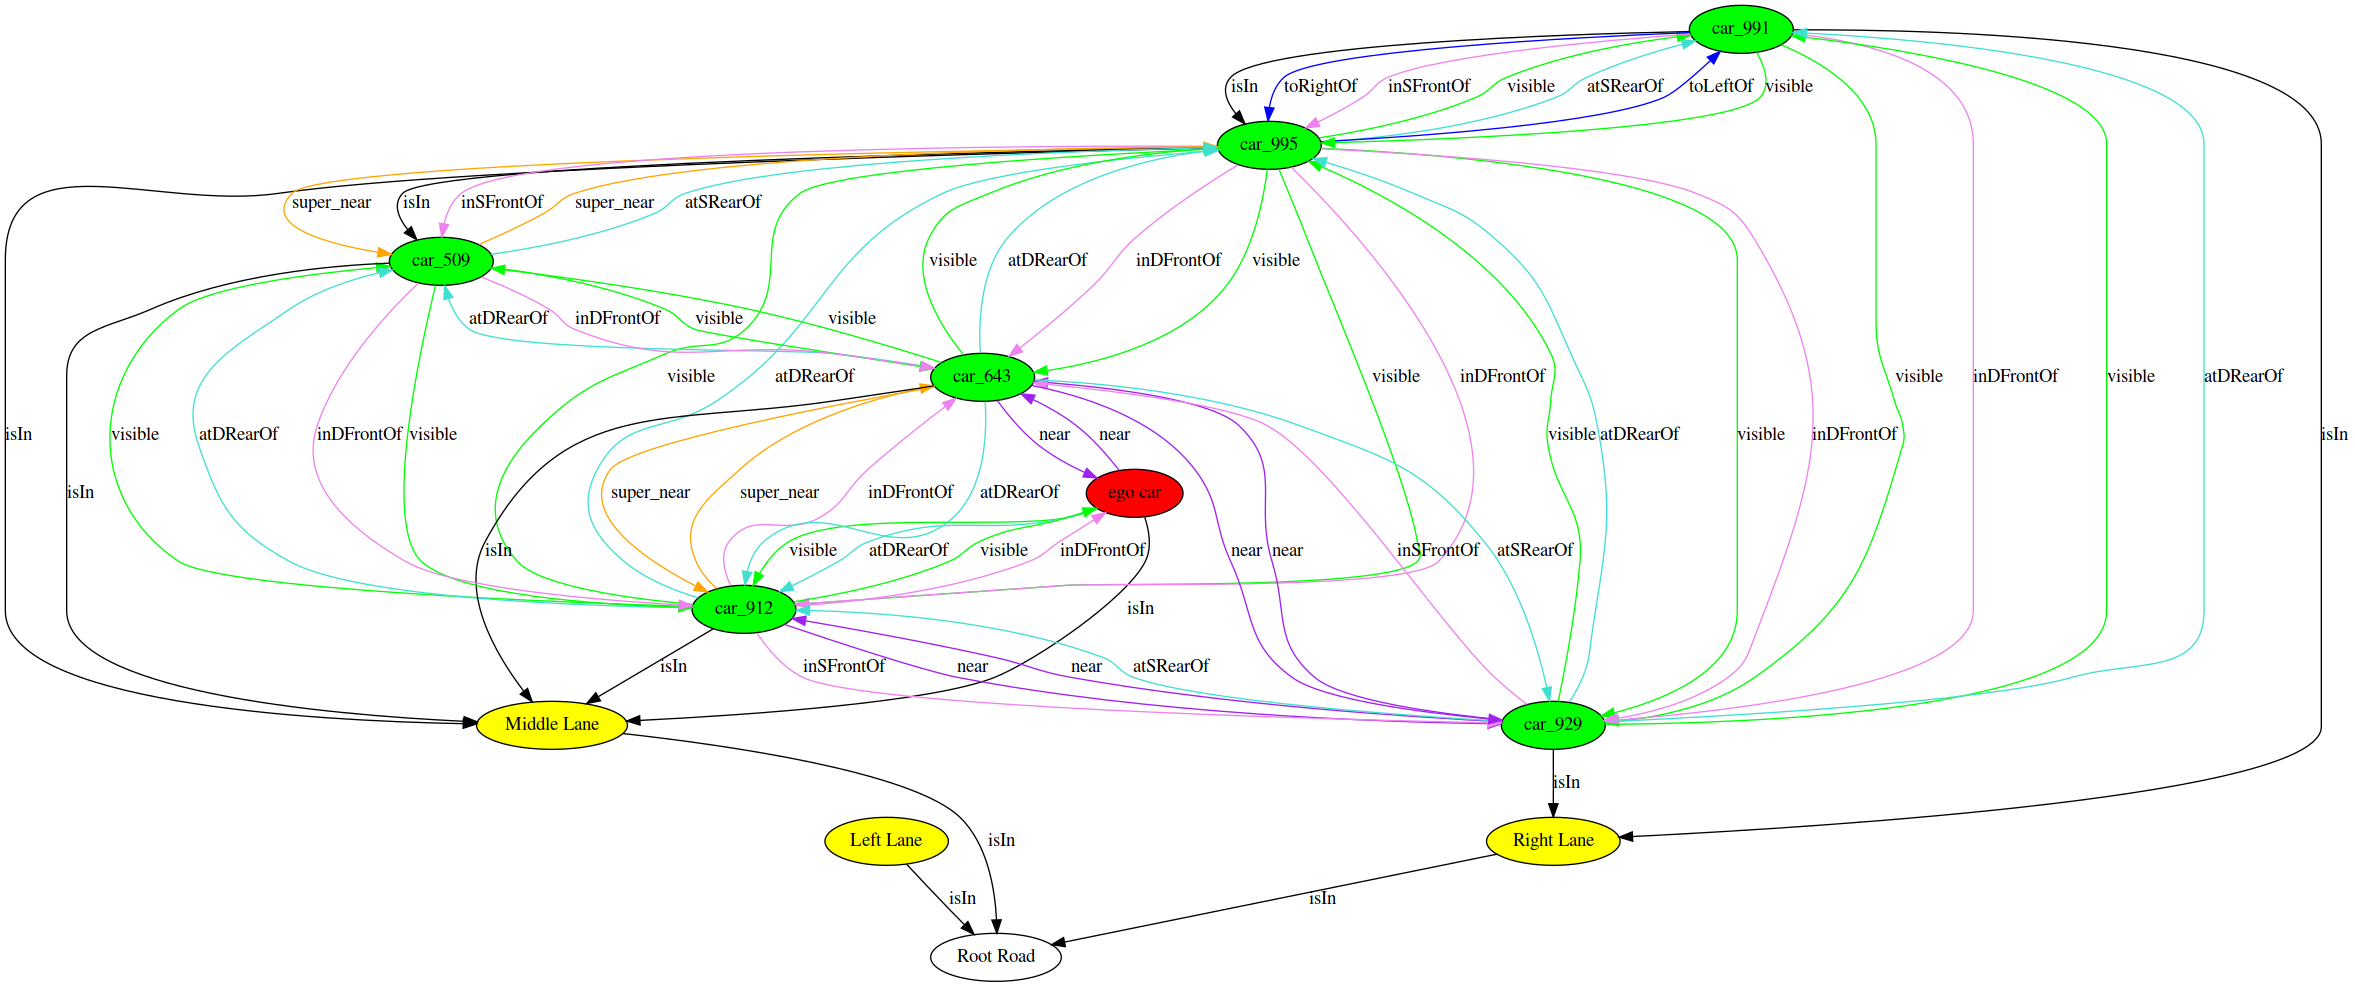 car_991
isIn
toRightOf
inSFrontOf
visible
atSRearOf
toLeftOf
visible
car_995
super_near
isIn
inSFrontOf
super_near
atSRearOf
car_509
visible
atDRearOf
inDFrontOf
visible
atDRearOf
inDFrontOf
visible
visible
visible
atDRearOf
car_643
visible
inDFrontOf
visible
inDFrontOf
visible
inDFrontOf
visible
atDRearOf
isIn
visible
atDRearOf
inDFrontOf
visible
near
near
visible
atDRearOf
visible
inDFrontOf
isIn
isIn
super_near
super_near
inDFrontOf
atDRearOf
ego car
isIn
visible
atDRearOf
visible
inDFrontOf
near
near
inSFrontOf
atSRearOf
car_912
isIn
isIn
inSFrontOf
near
near
atSRearOf
Middle Lane
car_929
isIn
Left Lane
isIn
Right Lane
isIn
isIn
Root Road